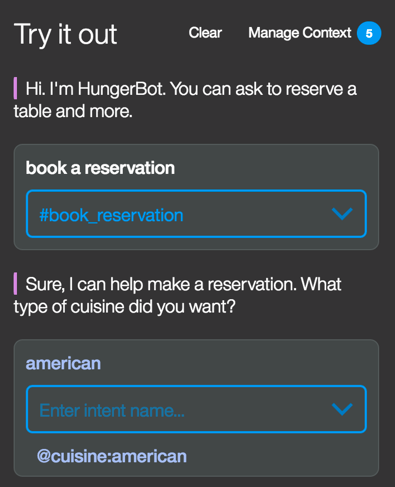 Try it out
Clear
Manage Context 5
Hi. I'm HungerBot. You can ask to reserve a
table and more.
book a reservation
#book_reservation
Sure, I can help make a reservation. What
type of cuisine did you want?
american
Enter intent name...
@cuisine:american